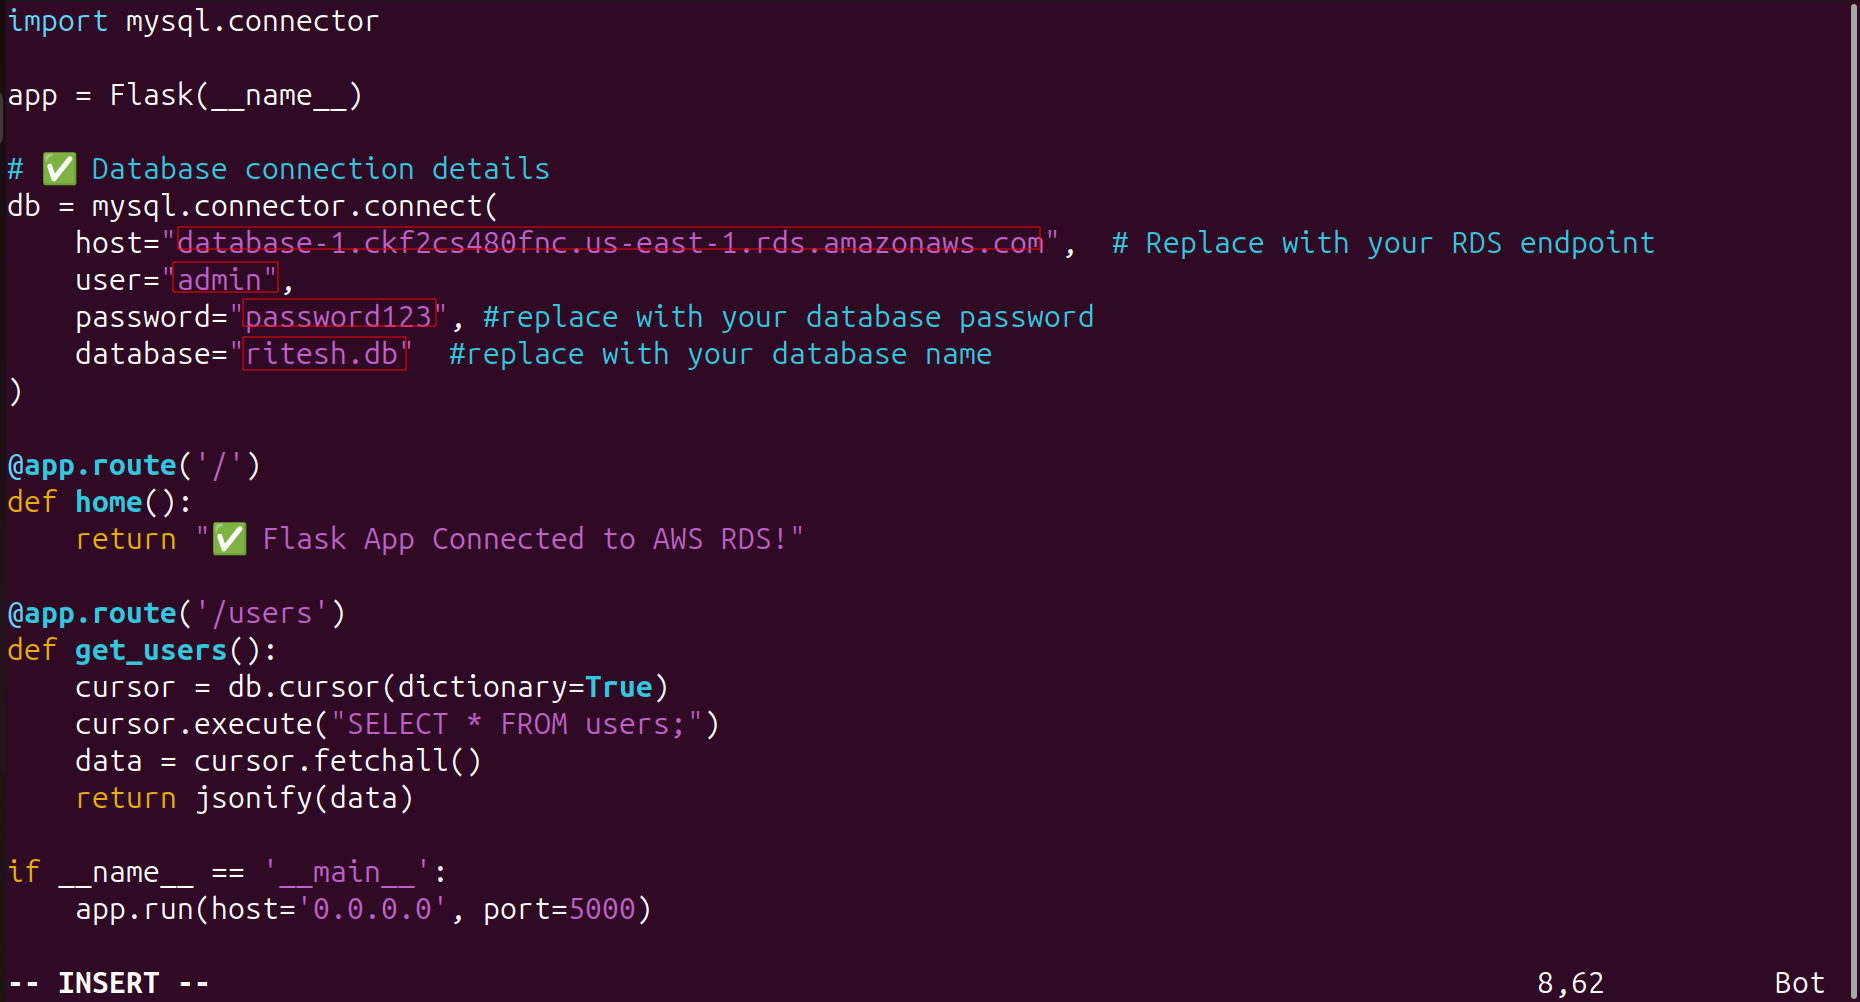 import mysql.connector
app = Flask(__name__)
# ✅ Database connection details
db = mysql.connector.connect(
    host="database-1.ckf2cs480fnc.us-east-1.rds.amazonaws.com",  # Replace with your RDS endpoint
    user="admin",
    password="password123", #replace with your database password
    database="ritesh.db"  #replace with your database name
)
@app.route('/')
def home():
    return "✅ Flask App Connected to AWS RDS!"
@app.route('/users')
def get_users():
    cursor = db.cursor(dictionary=True)
    cursor.execute("SELECT * FROM users;")
    data = cursor.fetchall()
    return jsonify(data)
if __name__ == '__main__':
    app.run(host='0.0.0.0', port=5000)
-- INSERT -- 8,62 Bot